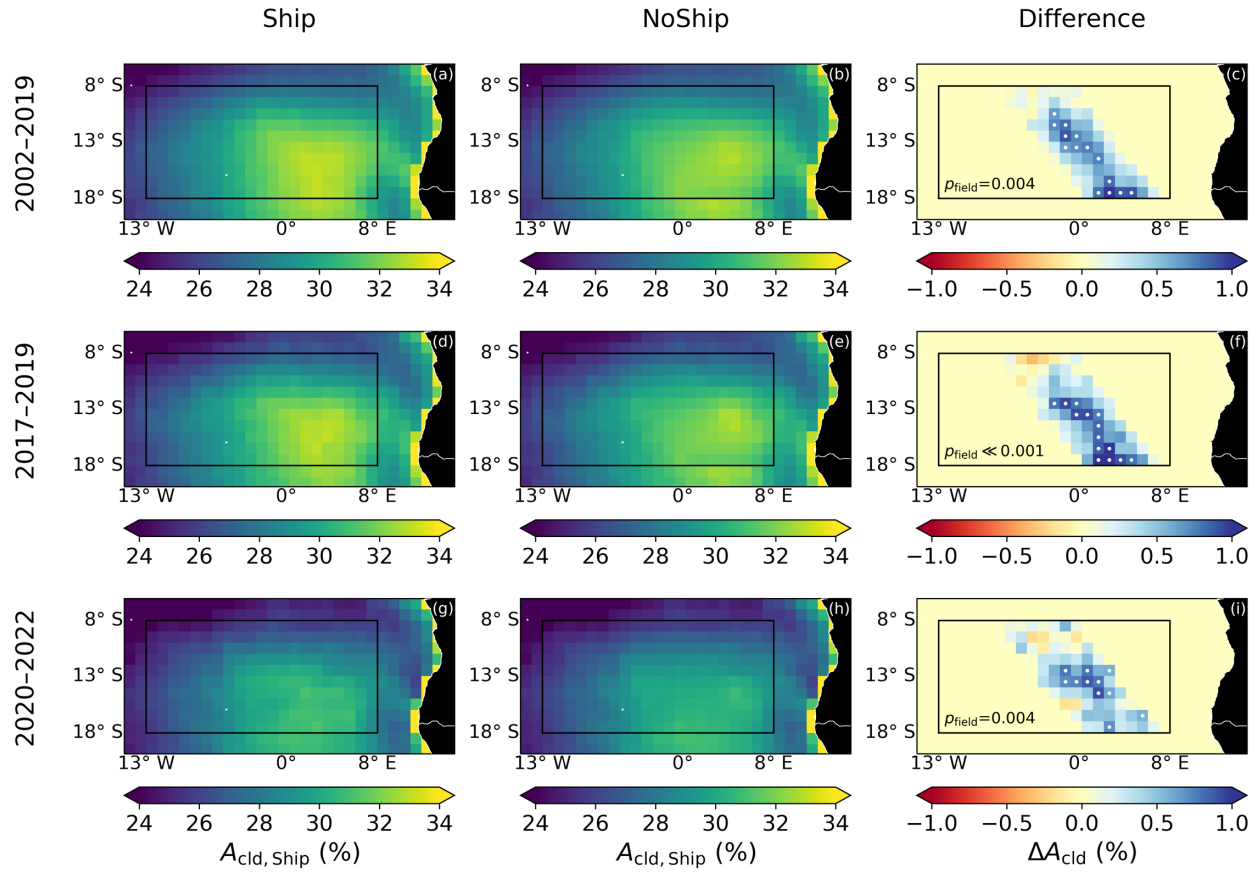 Ship NoShip Difference
2002–2019
(a) (b) (c)
8° S 8° S 8° S
13° S 13° S 13° S
18° S 18° S 18° S
p_field=0.004
13° W 0° 8° E 13° W 0° 8° E 13° W 0° 8° E
24 26 28 30 32 34 24 26 28 30 32 34 −1.0 −0.5 0.0 0.5 1.0
2017–2019
(d) (e) (f)
8° S 8° S 8° S
13° S 13° S 13° S
18° S 18° S 18° S
p_field≪0.001
13° W 0° 8° E 13° W 0° 8° E 13° W 0° 8° E
24 26 28 30 32 34 24 26 28 30 32 34 −1.0 −0.5 0.0 0.5 1.0
2020–2022
(g) (h) (i)
8° S 8° S 8° S
13° S 13° S 13° S
18° S 18° S 18° S
p_field=0.004
13° W 0° 8° E 13° W 0° 8° E 13° W 0° 8° E
24 26 28 30 32 34 24 26 28 30 32 34 −1.0 −0.5 0.0 0.5 1.0
A_cld, Ship (%) A_cld, Ship (%) ΔA_cld (%)